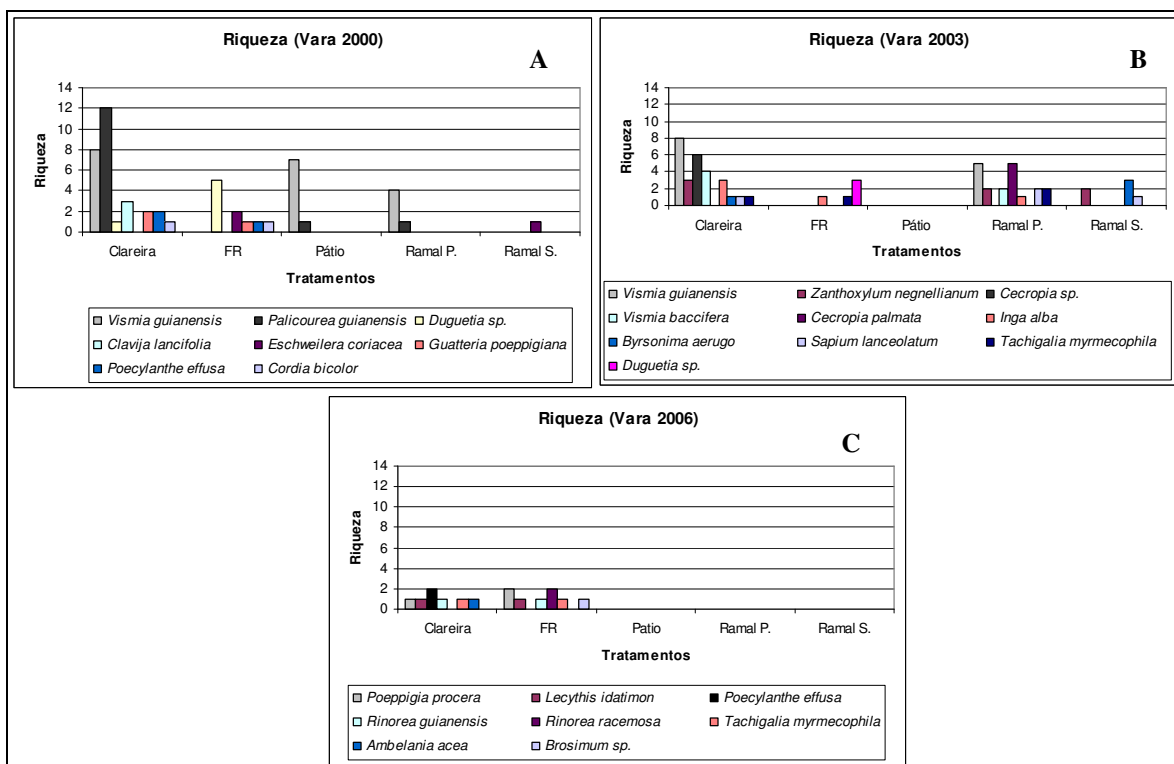 Riqueza (Vara 2000)
A
Riqueza
14
12
10
8
6
4
2
0
Clareira FR Pátio Ramal P. Ramal S.
Tratamentos
Vismia guianensis Palicourea guianensis Duguetia sp.
Clavija lancifolia Eschweilera coriacea Guatteria poeppigiana
Poecylanthe effusa Cordia bicolor
Riqueza (Vara 2003)
B
Riqueza
14
12
10
8
6
4
2
0
Clareira FR Pátio Ramal P. Ramal S.
Tratamentos
Vismia guianensis Zanthoxylum negnellianum Cecropia sp.
Vismia baccifera Cecropia palmata Inga alba
Byrsonima aerugo Sapium lanceolatum Tachigalia myrmecophila
Duguetia sp.
Riqueza (Vara 2006)
C
Riqueza
14
12
10
8
6
4
2
0
Clareira FR Patio Ramal P. Ramal S.
Tratamentos
Poeppigia procera Lecythis idatimon Poecylanthe effusa
Rinorea guianensis Rinorea racemosa Tachigalia myrmecophila
Ambelania acea Brosimum sp.